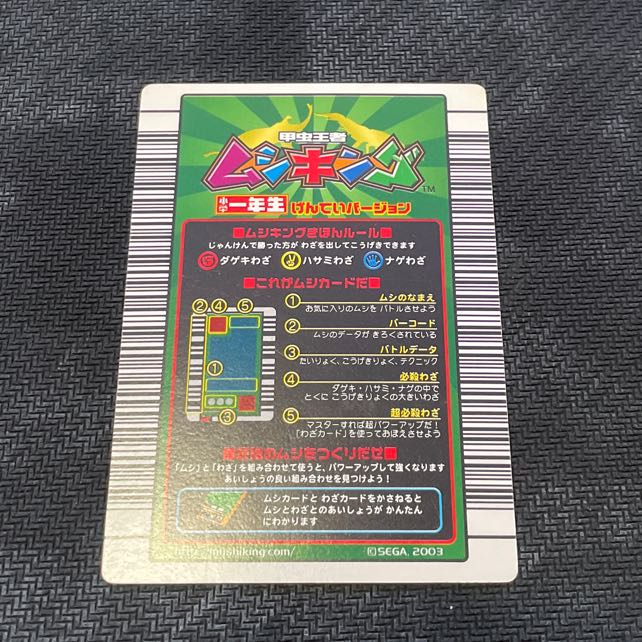 甲虫王者
ムシキング
TM
小学一年生 げんていバージョン
■ムシキングきほんルール■
じゃんけんで勝った方が わざを出してこうげきできます
ダゲキわざ ハサミわざ ナゲわざ
■これがムシカードだ■
② ④ ⑤
①
③
① ムシのなまえ
お気に入りのムシを バトルさせよう
② バーコード
ムシのデータが きろくされている
③ バトルデータ
たいりょく、こうげきりょく、テクニック
④ 必殺わざ
ダゲキ・ハサミ・ナゲの中で
とくに こうげきりょくの大きいわざ
⑤ 超必殺わざ
マスターすれば超パワーアップだ!
「わざカード」を使っておぼえさせよう
■最強のムシをつくりだせ■
「ムシ」と「わざ」を組み合わせて使うと、パワーアップして強くなります
あいしょうの良い組み合わせを見つけよう!
ムシカードと わざカードをかさねると
ムシとわざとのあいしょうが かんたん
にわかります
http://mushiking.com/
©SEGA, 2003